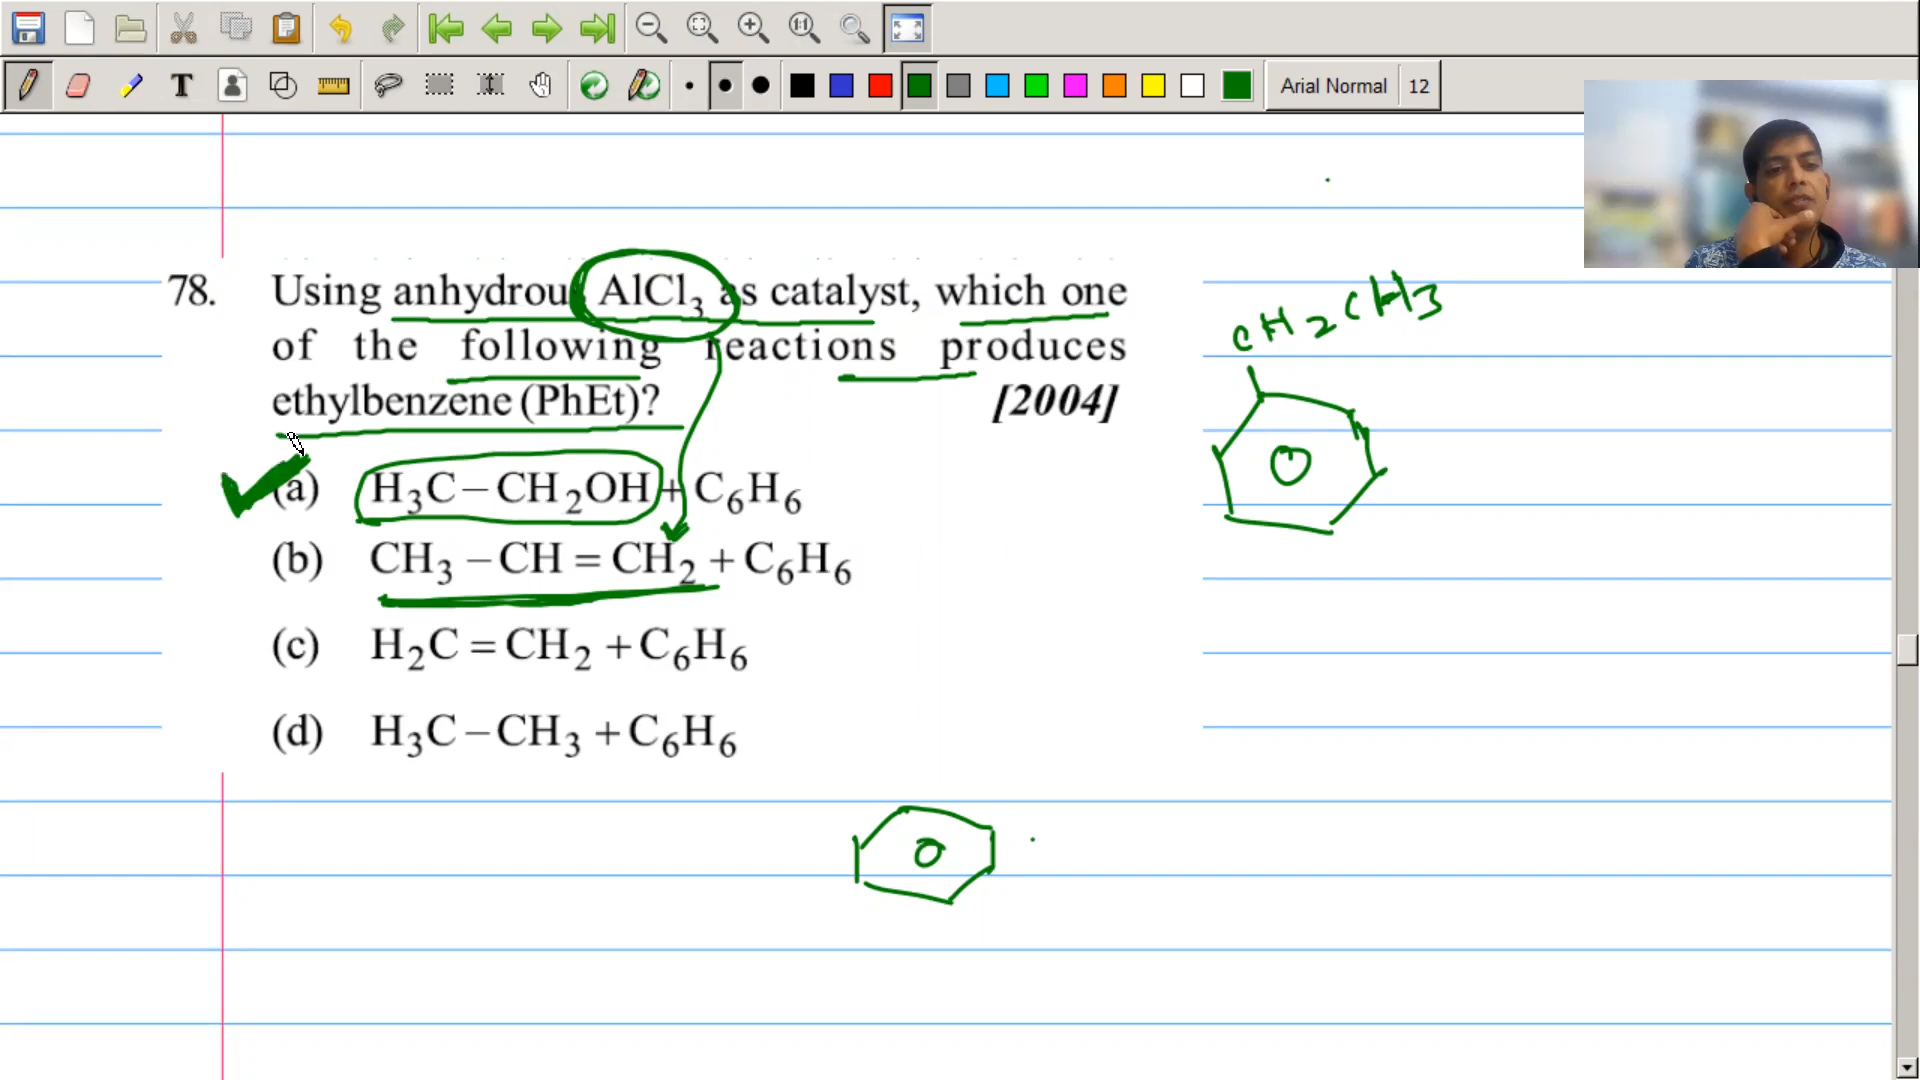 Arial Normal 12
78. Using anhydrous AlCl3 as catalyst, which one
of the following reactions produces
ethylbenzene (PhEt)? [2004]
CH2CH3
(a) H3C – CH2OH + C6H6
(b) CH3 – CH = CH2 + C6H6
(c) H2C = CH2 + C6H6
(d) H3C – CH3 + C6H6